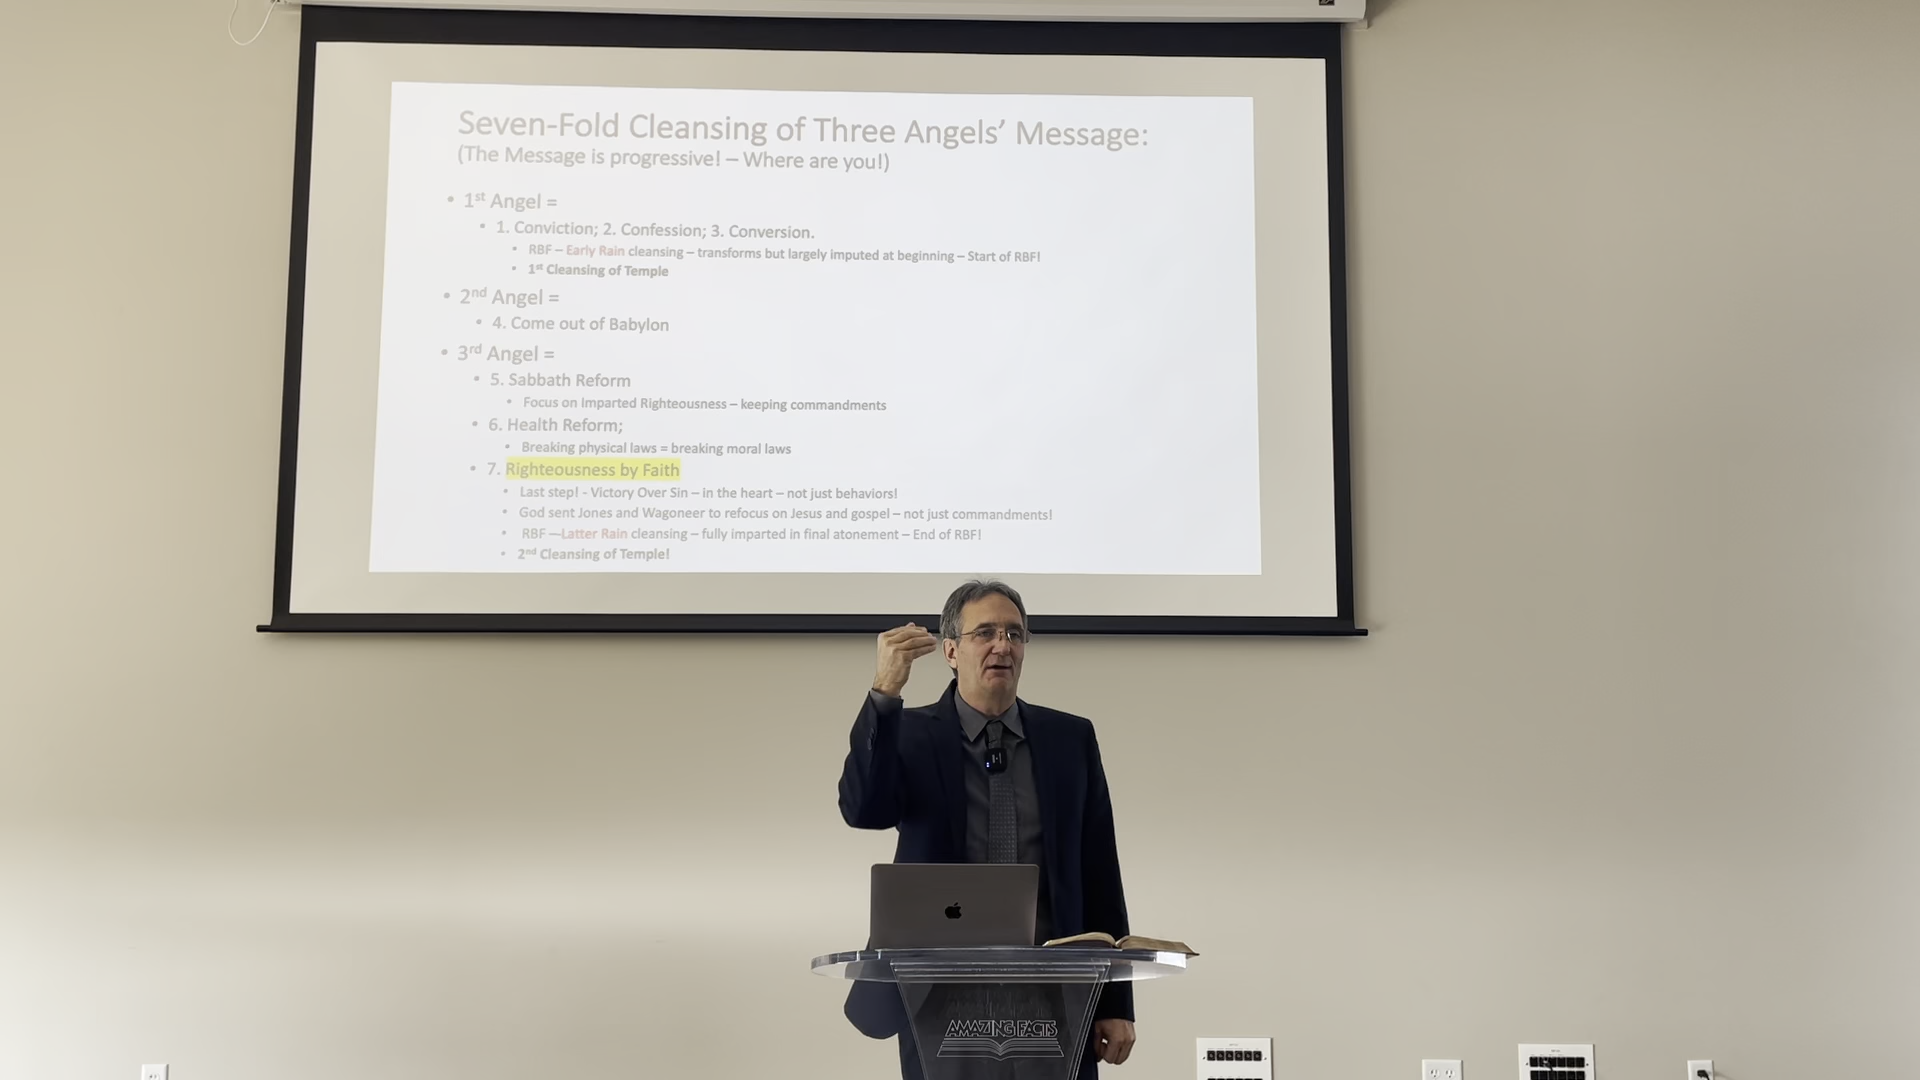 Seven-Fold Cleansing of Three Angels' Message:
(The Message is progressive! – Where are you!)
• 1st Angel =
• 1. Conviction; 2. Confession; 3. Conversion.
• RBF – Early Rain cleansing – transforms but largely imputed at beginning – Start of RBF!
• 1st Cleansing of Temple
• 2nd Angel =
• 4. Come out of Babylon
• 3rd Angel =
• 5. Sabbath Reform
• Focus on Imparted Righteousness – keeping commandments
• 6. Health Reform;
• Breaking physical laws = breaking moral laws
• 7. Righteousness by Faith
• Last step! - Victory Over Sin – in the heart – not just behaviors!
• God sent Jones and Wagoneer to refocus on Jesus and gospel – not just commandments!
• RBF –-Latter Rain cleansing – fully imparted in final atonement – End of RBF!
• 2nd Cleansing of Temple!
AMAZING FACTS